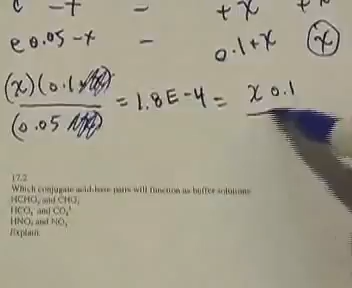 c -x - +x +x
e 0.05-x - 0.1+x x
(x)(0.1 / (0.05 = 1.8E-4 = x 0.1
17.2
Which conjugate acid-base pairs will function as buffer solutions
HCHO₂ and CHO₂
HCO₃ and CO₃²
HNO₃ and NO₃
Explain.